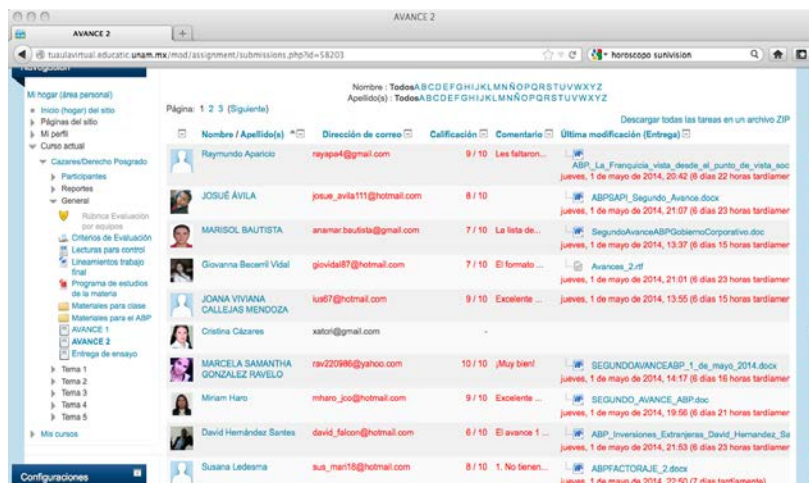 AVANCE 2
AVANCE 2
tuaulavirtual.educatic.unam.mx/mod/assignment/submissions.php?id=58203
horoscopo sunivision
Navegación
Mi hogar (área personal)
Inicio (hogar) del sitio
Páginas del sitio
Mi perfil
Curso actual
Cazares/Derecho Posgrado
Participantes
Reportes
General
Rúbrica Evaluación
por equipos
Criterios de Evaluación
Lecturas para control
Lineamientos trabajo
final
Programa de estudios
de la materia
Materiales para clase
Materiales para el ABP
AVANCE 1
AVANCE 2
Entrega de ensayo
Tema 1
Tema 2
Tema 3
Tema 4
Tema 5
Mis cursos
Configuraciones
Nombre : Todos A B C D E F G H I J K L M N Ñ O P Q R S T U V W X Y Z
Apellido(s) : Todos A B C D E F G H I J K L M N Ñ O P Q R S T U V W X Y Z
Página: 1 2 3 (Siguiente)
Descargar todas las tareas en un archivo ZIP
Nombre / Apellido(s) Dirección de correo Calificación Comentario Última modificación (Entrega)
Raymundo Aparicio rayapa4@gmail.com 9 / 10 Les faltaron...
ABP_La_Franquicia_vista_desde_el_punto_de_vista_soc
jueves, 1 de mayo de 2014, 20:42 (6 días 22 horas tardíamer
JOSUÉ ÁVILA josue_avila111@hotmail.com 8 / 10 ABPSAPI_Segundo_Avance.docx
jueves, 1 de mayo de 2014, 21:07 (6 días 23 horas tardíamer
MARISOL BAUTISTA anamar.bautista@gmail.com 7 / 10 La lista de... SegundoAvanceABPGobiernoCorporativo.doc
jueves, 1 de mayo de 2014, 13:37 (6 días 15 horas tardíamer
Giovanna Becerril Vidal giovidal87@hotmail.com 7 / 10 El formato ... Avances_2.rtf
jueves, 1 de mayo de 2014, 21:01 (6 días 23 horas tardíamer
JOANA VIVIANA
CALLEJAS MENDOZA
ius67@hotmail.com 9 / 10 Excelente ... jueves, 1 de mayo de 2014, 13:55 (6 días 15 horas tardíamer
Cristina Cázares xatori@gmail.com -
MARCELA SAMANTHA
GONZALEZ RAVELO
rav220986@yahoo.com 10 / 10 ¡Muy bien! SEGUNDOAVANCEABP_1_de_mayo_2014.docx
jueves, 1 de mayo de 2014, 14:17 (6 días 16 horas tardíamer
Miriam Haro mharo_jco@hotmail.com 9 / 10 Excelente ... SEGUNDO_AVANCE_ABP.doc
jueves, 1 de mayo de 2014, 19:56 (6 días 21 horas tardíamer
David Hernández Santes david_falcon@hotmail.com 6 / 10 El avance 1 ... ABP_Inversiones_Extranjeras_David_Hernandez_Sa
jueves, 1 de mayo de 2014, 21:53 (6 días 23 horas tardíamer
Susana Ledesma sus_mari18@hotmail.com 8 / 10 1. No tienen... ABPFACTORAJE_2.docx
jueves, 1 de mayo de 2014, 22:50 (7 días tardíamente)